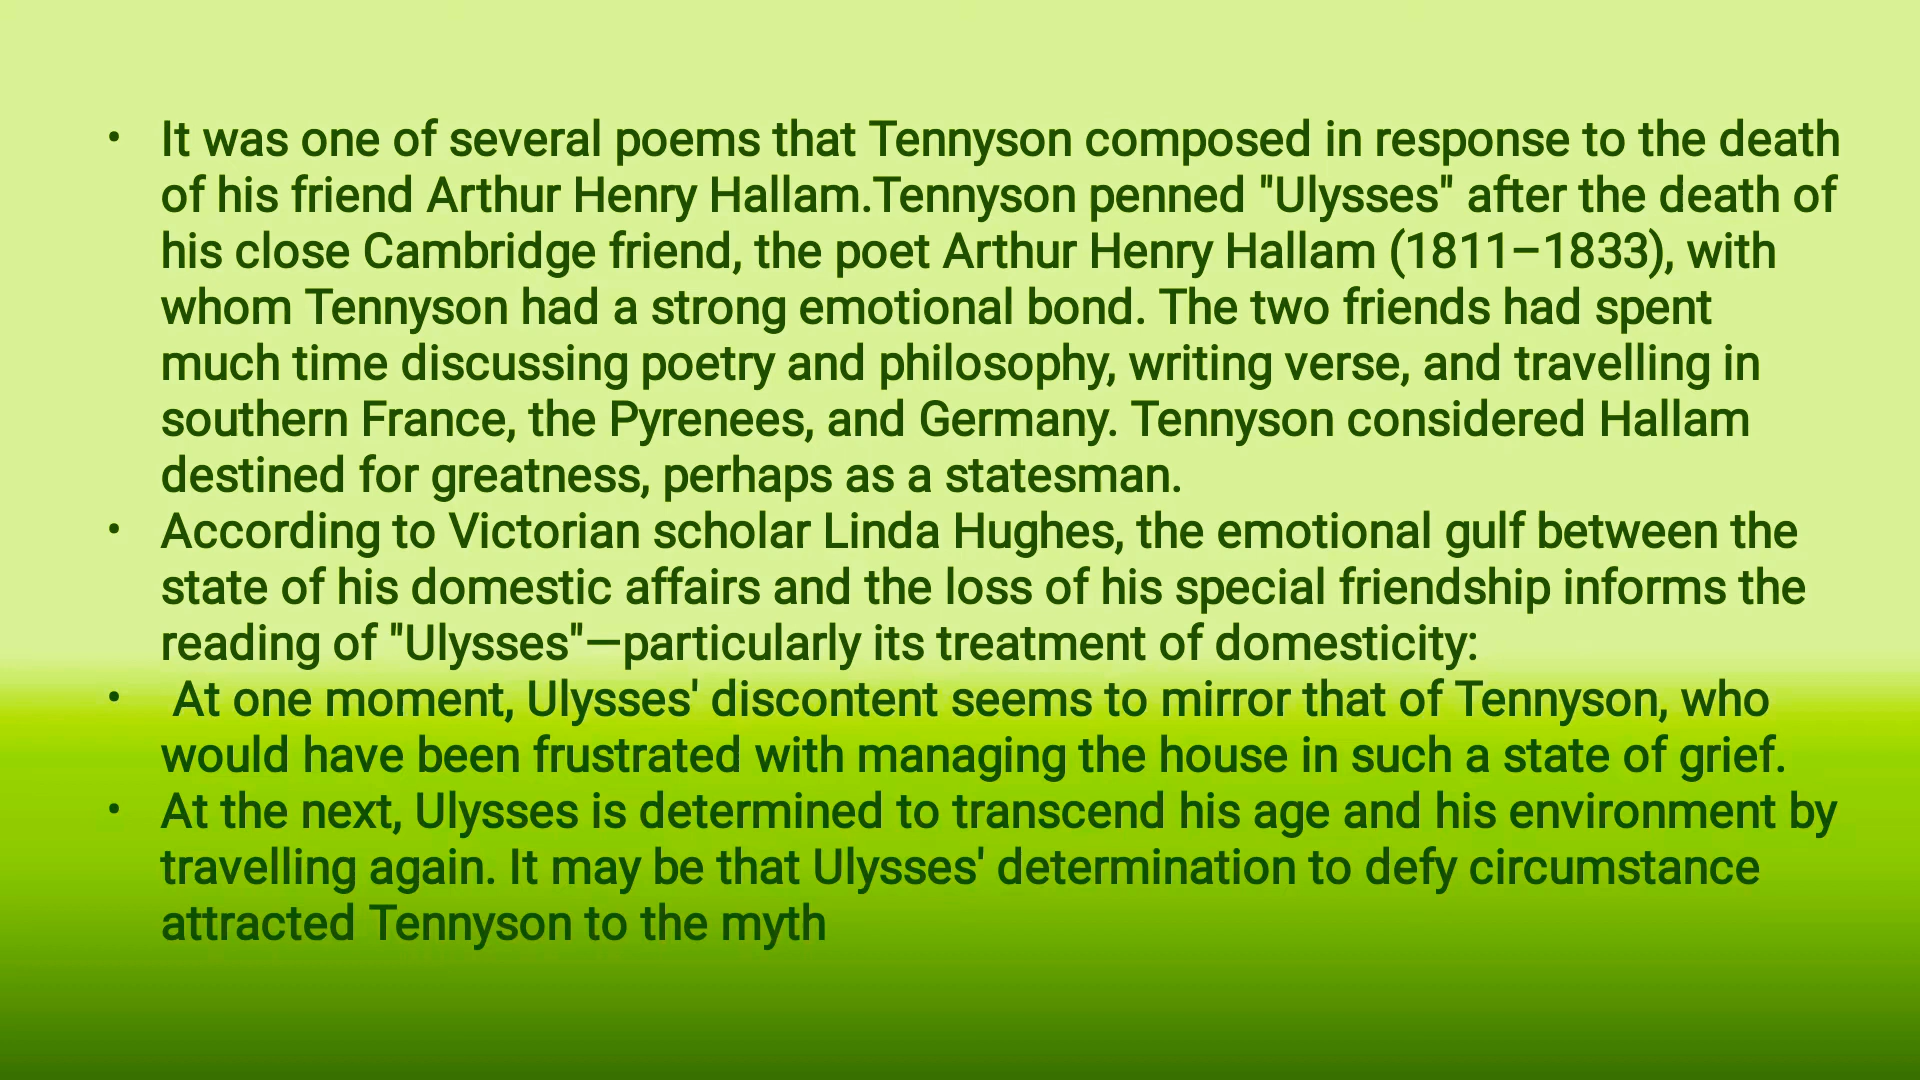 • It was one of several poems that Tennyson composed in response to the death
of his friend Arthur Henry Hallam.Tennyson penned "Ulysses" after the death of
his close Cambridge friend, the poet Arthur Henry Hallam (1811–1833), with
whom Tennyson had a strong emotional bond. The two friends had spent
much time discussing poetry and philosophy, writing verse, and travelling in
southern France, the Pyrenees, and Germany. Tennyson considered Hallam
destined for greatness, perhaps as a statesman.
• According to Victorian scholar Linda Hughes, the emotional gulf between the
state of his domestic affairs and the loss of his special friendship informs the
reading of "Ulysses"—particularly its treatment of domesticity:
• At one moment, Ulysses' discontent seems to mirror that of Tennyson, who
would have been frustrated with managing the house in such a state of grief.
• At the next, Ulysses is determined to transcend his age and his environment by
travelling again. It may be that Ulysses' determination to defy circumstance
attracted Tennyson to the myth